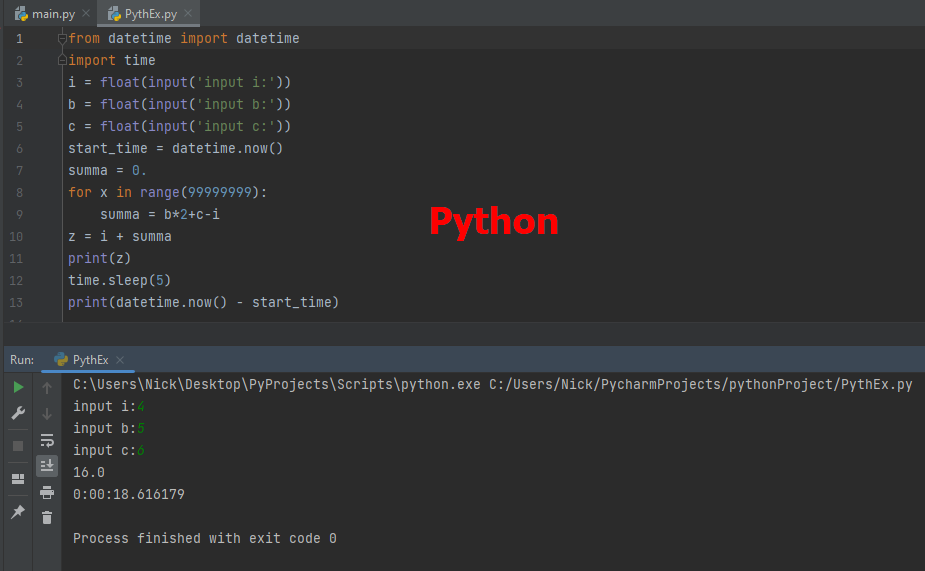 main.py PythEx.py
1 from datetime import datetime
2 import time
3 i = float(input('input i:'))
4 b = float(input('input b:'))
5 c = float(input('input c:'))
6 start_time = datetime.now()
7 summa = 0.
8 for x in range(99999999):
9 summa = b*2+c-i
10 z = i + summa
11 print(z)
12 time.sleep(5)
13 print(datetime.now() - start_time)
Python
Run: PythEx
C:\Users\Nick\Desktop\PyProjects\Scripts\python.exe C:/Users/Nick/PycharmProjects/pythonProject/PythEx.py
input i:4
input b:5
input c:6
16.0
0:00:18.616179
Process finished with exit code 0